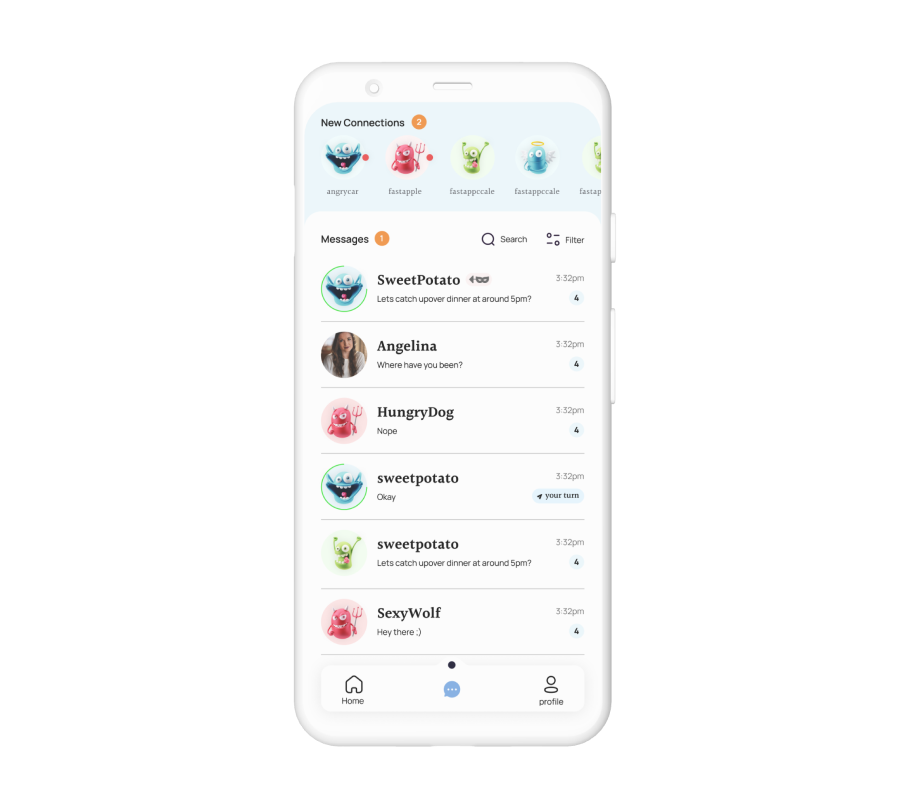 New Connections 2
angrycar fastapple fastappccale fastappccale fastap
Messages 1 Search Filter
SweetPotato 3:32pm
Lets catch upover dinner at around 5pm? 4
Angelina 3:32pm
Where have you been? 4
HungryDog 3:32pm
Nope 4
sweetpotato 3:32pm
Okay your turn
sweetpotato 3:32pm
Lets catch upover dinner at around 5pm? 4
SexyWolf 3:32pm
Hey there ;) 4
Home profile